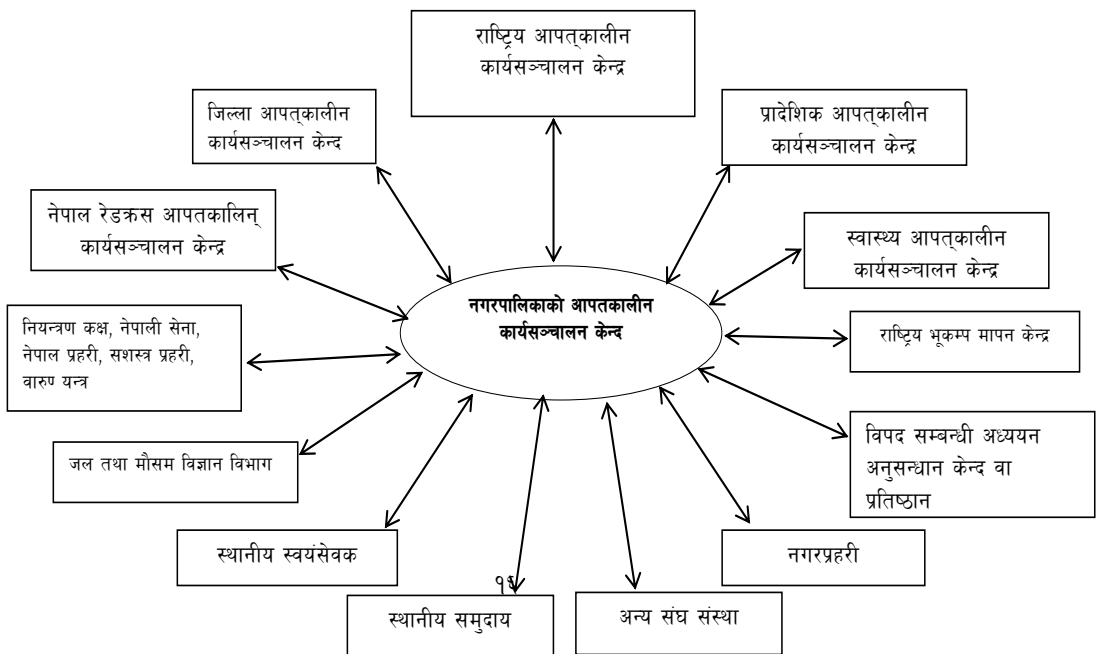 राष्ट्रिय आपत्कालीन
कार्यसञ्चालन केन्द्र
जिल्ला आपत्कालीन
कार्यसञ्चालन केन्द
प्रादेशिक आपत्कालीन
कार्यसञ्चालन केन्द्र
नेपाल रेडक्रस आपतकालिन्
कार्यसञ्चालन केन्द्र
स्वास्थ्य आपत्कालीन
कार्यसञ्चालन केन्द्र
नगरपालिकाको आपतकालीन
कार्यसञ्चालन केन्द
नियन्त्रण कक्ष, नेपाली सेना,
नेपाल प्रहरी, सशस्त्र प्रहरी,
वारुण यन्त्र
राष्ट्रिय भूकम्प मापन केन्द्र
जल तथा मौसम विज्ञान विभाग
विपद सम्बन्धी अध्ययन
अनुसन्धान केन्द वा
प्रतिष्ठान
स्थानीय स्वयंसेवक
नगरप्रहरी
स्थानीय समुदाय
अन्य संघ संस्था